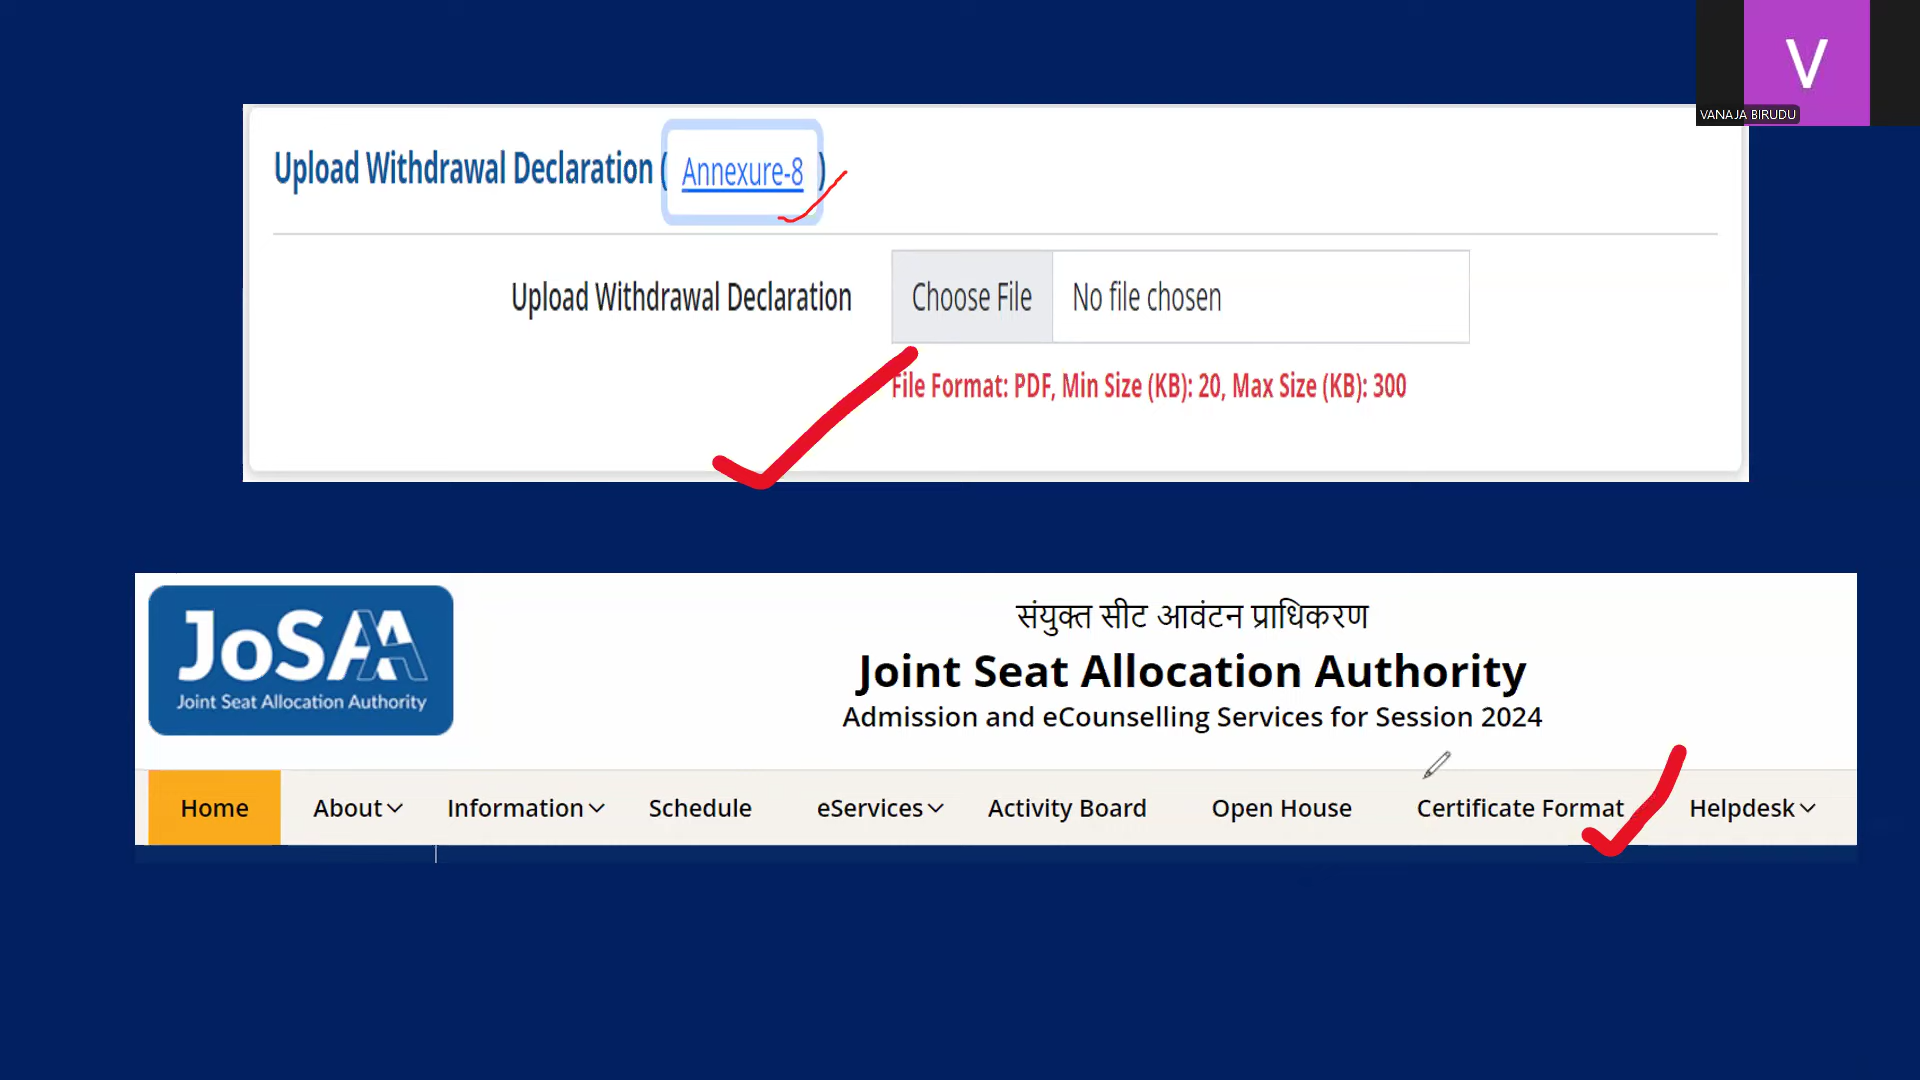 V
VANAJA BIRUDU
Upload Withdrawal Declaration ( Annexure-8 )
Upload Withdrawal Declaration Choose File No file chosen
File Format: PDF, Min Size (KB): 20, Max Size (KB): 300
JoSAA
Joint Seat Allocation Authority
संयुक्त सीट आवंटन प्राधिकरण
Joint Seat Allocation Authority
Admission and eCounselling Services for Session 2024
Home About Information Schedule eServices Activity Board Open House Certificate Format Helpdesk